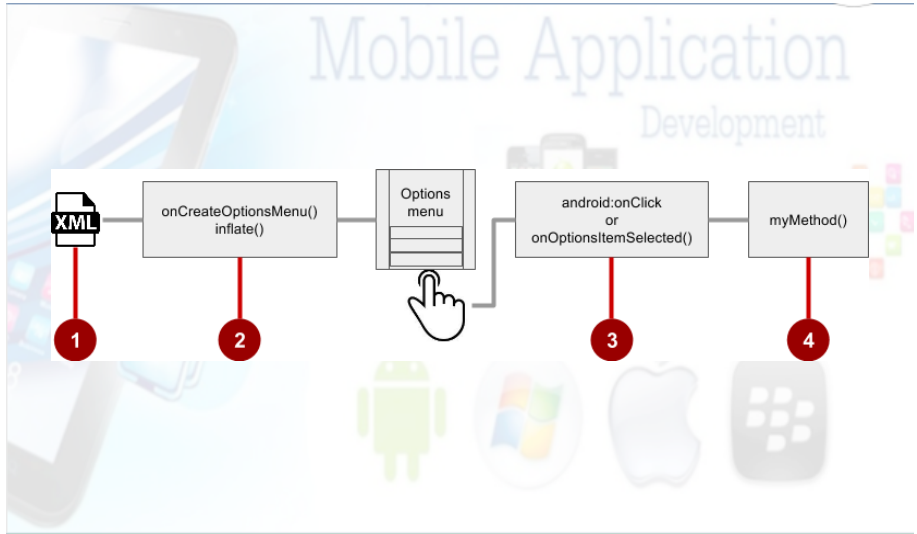 Mobile Application
Development
XML
onCreateOptionsMenu()
inflate()
Options
menu
android:onClick
or
onOptionsItemSelected()
myMethod()
1
2
3
4